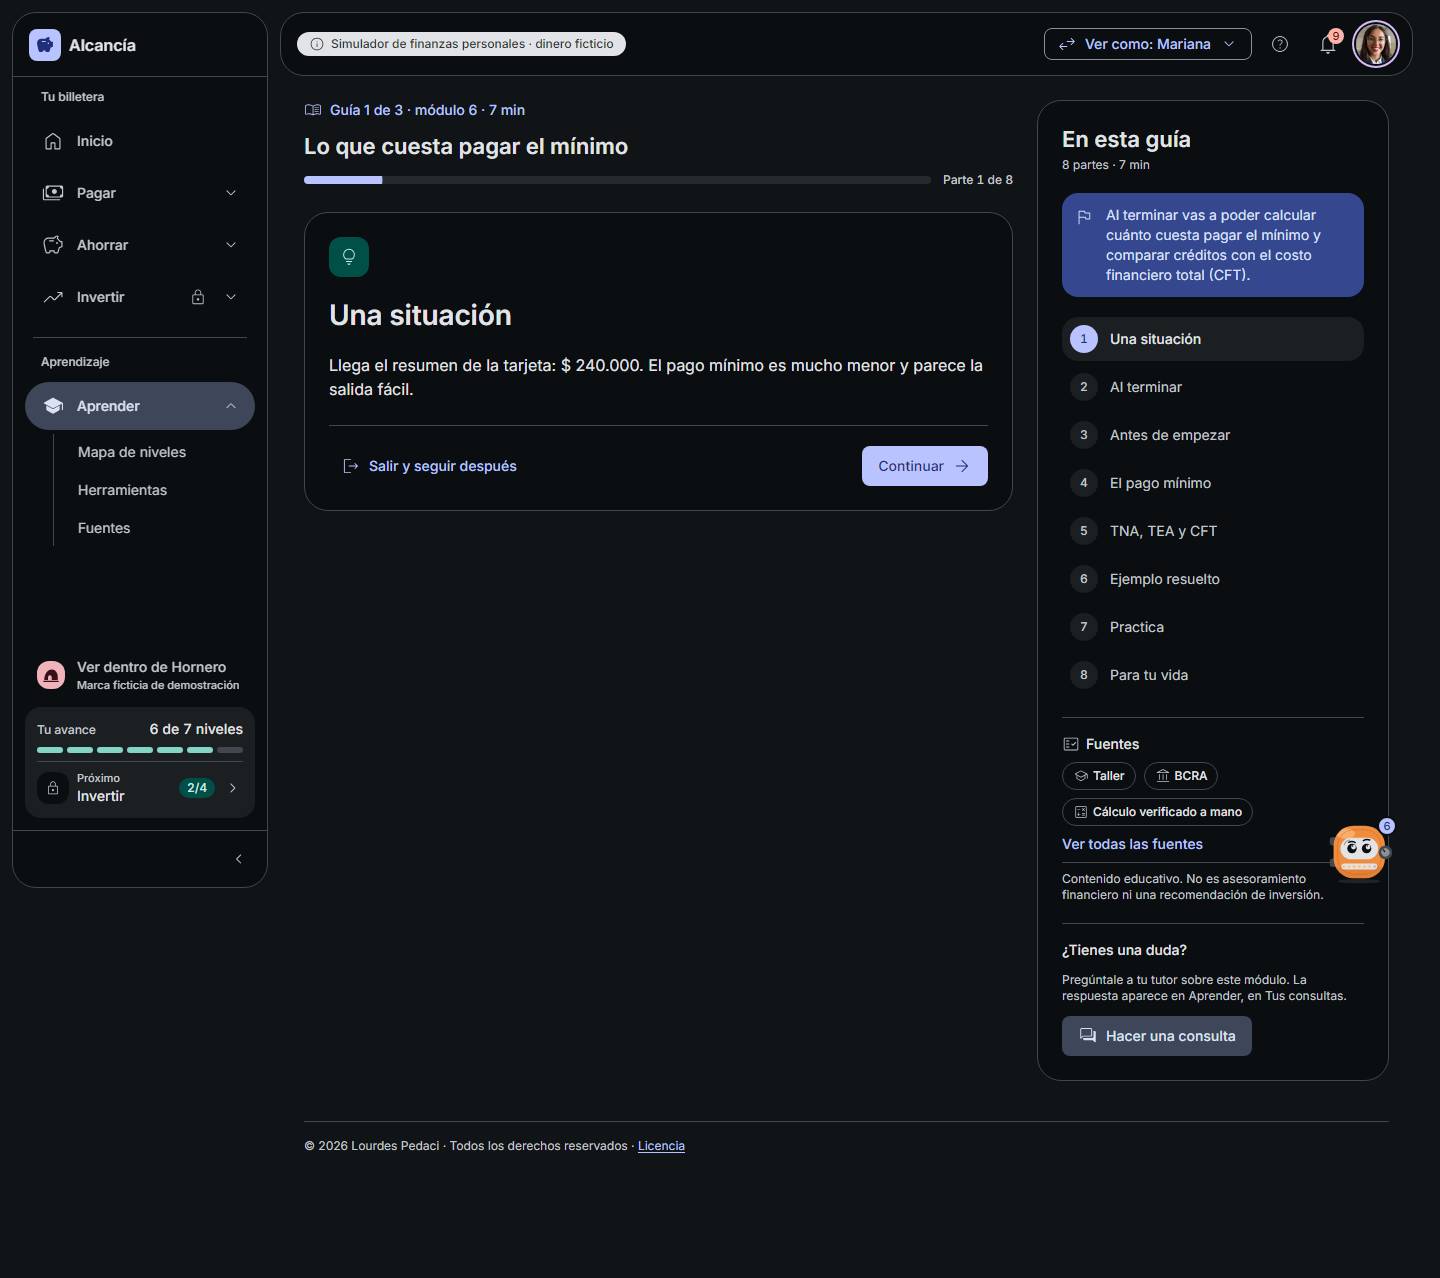 Alcancía
Tu billetera
Inicio
Pagar
Ahorrar
Invertir
Aprendizaje
Aprender
Mapa de niveles
Herramientas
Fuentes
Ver dentro de Hornero
Marca ficticia de demostración
Tu avance
6 de 7 niveles
Próximo
Invertir
2/4
Simulador de finanzas personales · dinero ficticio
Ver como: Mariana
9
Guía 1 de 3 · módulo 6 · 7 min
Lo que cuesta pagar el mínimo
Parte 1 de 8
Una situación
Llega el resumen de la tarjeta: $ 240.000. El pago mínimo es mucho menor y parece la
salida fácil.
Salir y seguir después
Continuar
En esta guía
8 partes · 7 min
Al terminar vas a poder calcular
cuánto cuesta pagar el mínimo y
comparar créditos con el costo
financiero total (CFT).
1 Una situación
2 Al terminar
3 Antes de empezar
4 El pago mínimo
5 TNA, TEA y CFT
6 Ejemplo resuelto
7 Practica
8 Para tu vida
Fuentes
Taller
BCRA
Cálculo verificado a mano
6
Ver todas las fuentes
Contenido educativo. No es asesoramiento
financiero ni una recomendación de inversión.
¿Tienes una duda?
Pregúntale a tu tutor sobre este módulo. La
respuesta aparece en Aprender, en Tus consultas.
Hacer una consulta
© 2026 Lourdes Pedaci · Todos los derechos reservados · Licencia